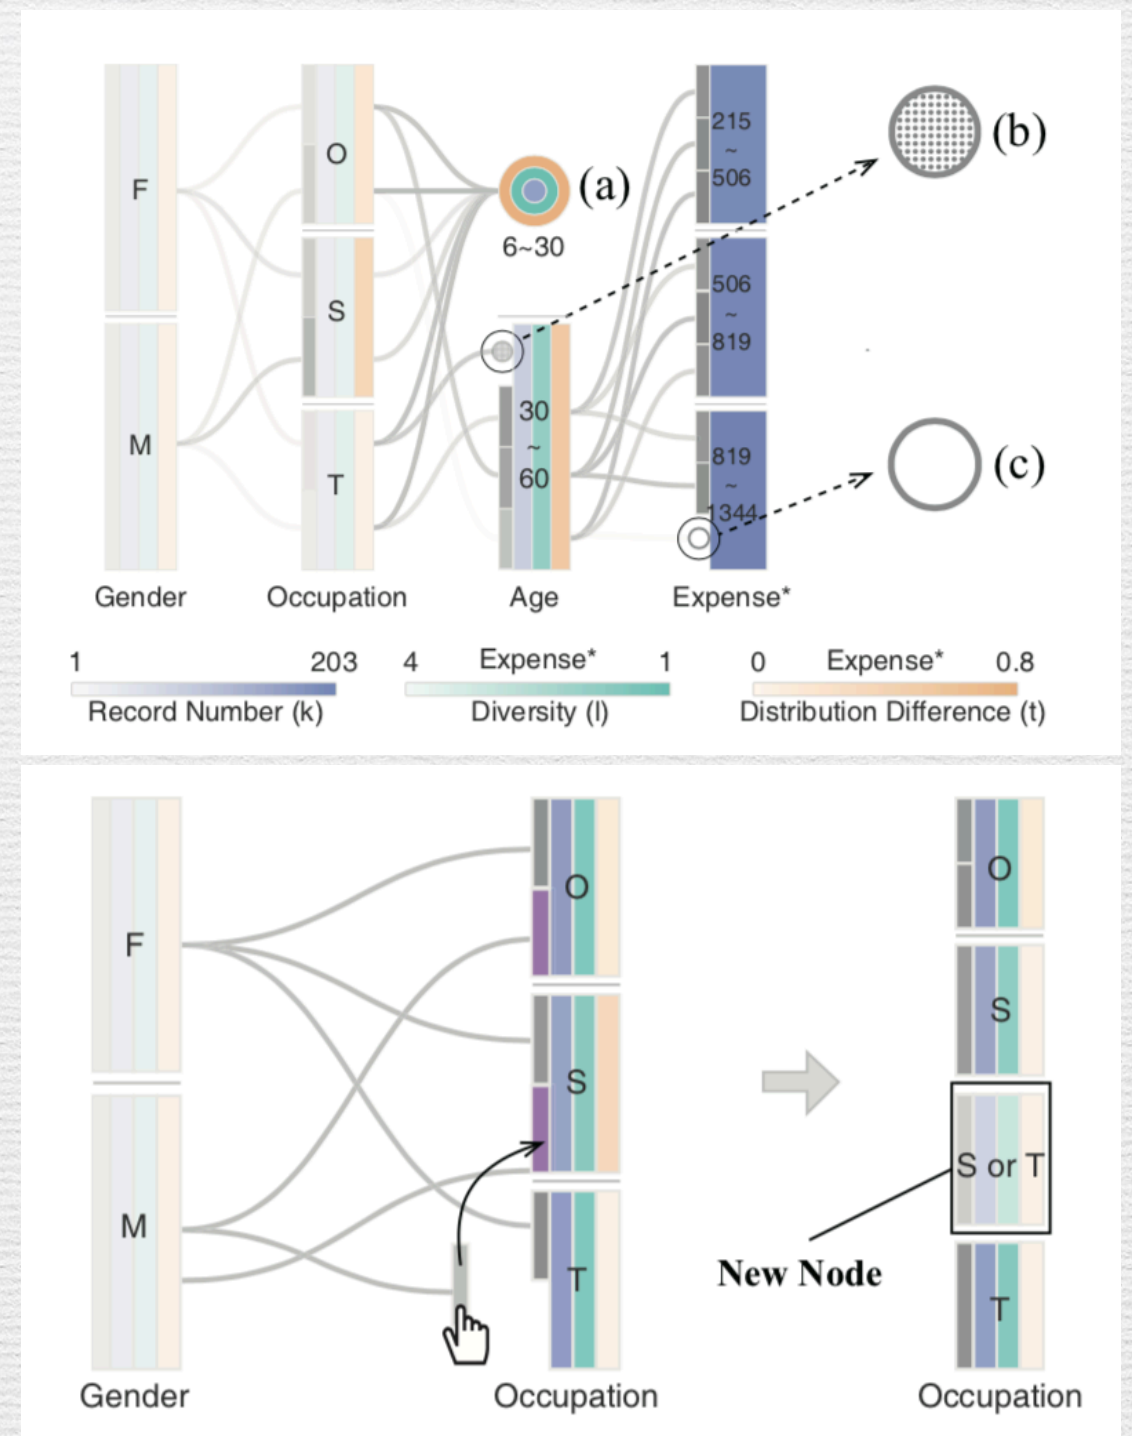 F
M
O
S
T
(a)
6~30
30
~
60
215
~
506
506
~
819
819
~
1344
(b)
(c)
Gender
Occupation
Age
Expense*
1
203
Record Number (k)
4
Expense*
1
Diversity (l)
0
Expense*
0.8
Distribution Difference (t)
F
M
O
S
T
O
S
S or T
T
New Node
Gender
Occupation
Occupation